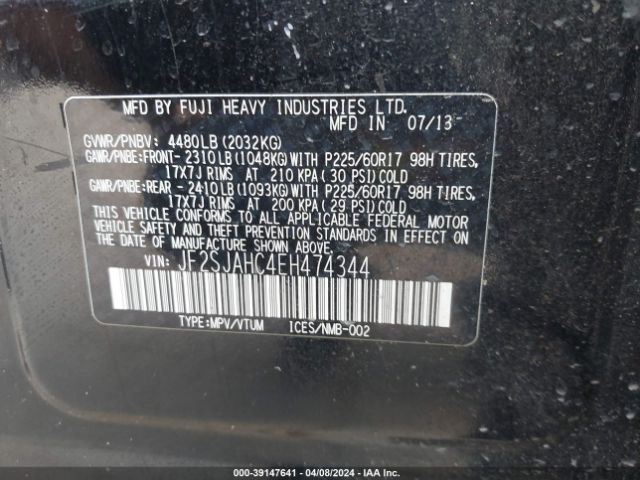 MFD BY FUJI HEAVY INDUSTRIES LTD.
MFD IN 07/13
GVWR/PNBV: 4480LB(2032KG)
GAWR/PNBE:FRONT- 2310LB(1048KG)WITH P225/60R17 98H TIRES,
17X7J RIMS AT 210 KPA(30 PSI)COLD
GAWR/PNBE:REAR - 2410LB(1093KG)WITH P225/60R17 98H TIRES,
17X7J RIMS AT 200 KPA(29 PSI)COLD
THIS VEHICLE CONFORMS TO ALL APPLICABLE FEDERAL MOTOR
VEHICLE SAFETY AND THEFT PREVENTION STANDARDS IN EFFECT ON
THE DATE OF MANUFACTURE SHOWN ABOVE.
VIN: JF2SJAHC4EH474344
TYPE:MPV/VTUM ICES/NMB-002
000-39147641 - 04/08/2024 - IAA Inc.